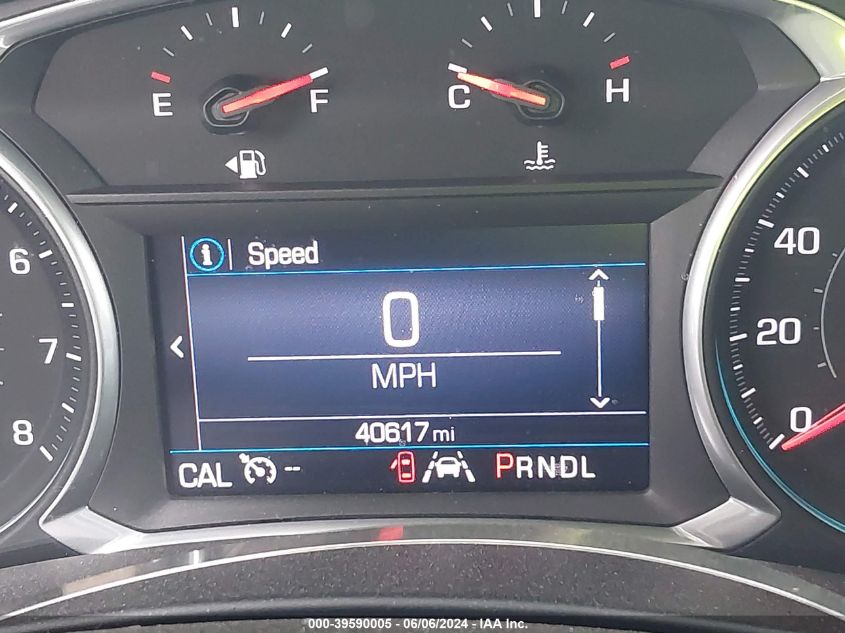 E F C H
Speed
0
MPH
40617 mi
CAL -- PRNDL
6
7
8
40
20
0
000-39590005 - 06/06/2024 - IAA Inc.